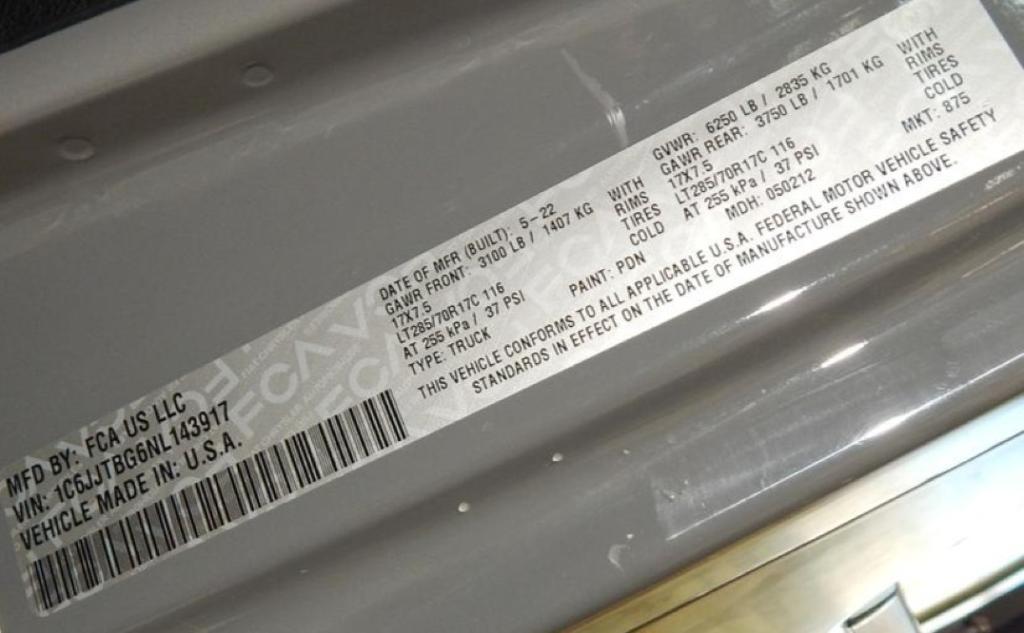 MFD BY: FCA US LLC
VIN: 1C6JJTBG6NL143917
VEHICLE MADE IN: U.S.A.
DATE OF MFR (BUILT): 5-22
GAWR FRONT: 3100 LB / 1407 KG WITH
17X7.5 RIMS
LT285/70R17C 116 TIRES
AT 255 kPa / 37 PSI COLD
TYPE: TRUCK PAINT: PDN
GVWR: 6250 LB / 2835 KG
GAWR REAR: 3750 LB / 1701 KG WITH
17X7.5 RIMS
LT285/70R17C 116 TIRES
AT 255 kPa / 37 PSI COLD
MDH: 050212 MKT: 875
THIS VEHICLE CONFORMS TO ALL APPLICABLE U.S.A. FEDERAL MOTOR VEHICLE SAFETY
STANDARDS IN EFFECT ON THE DATE OF MANUFACTURE SHOWN ABOVE.
FCA
FCA